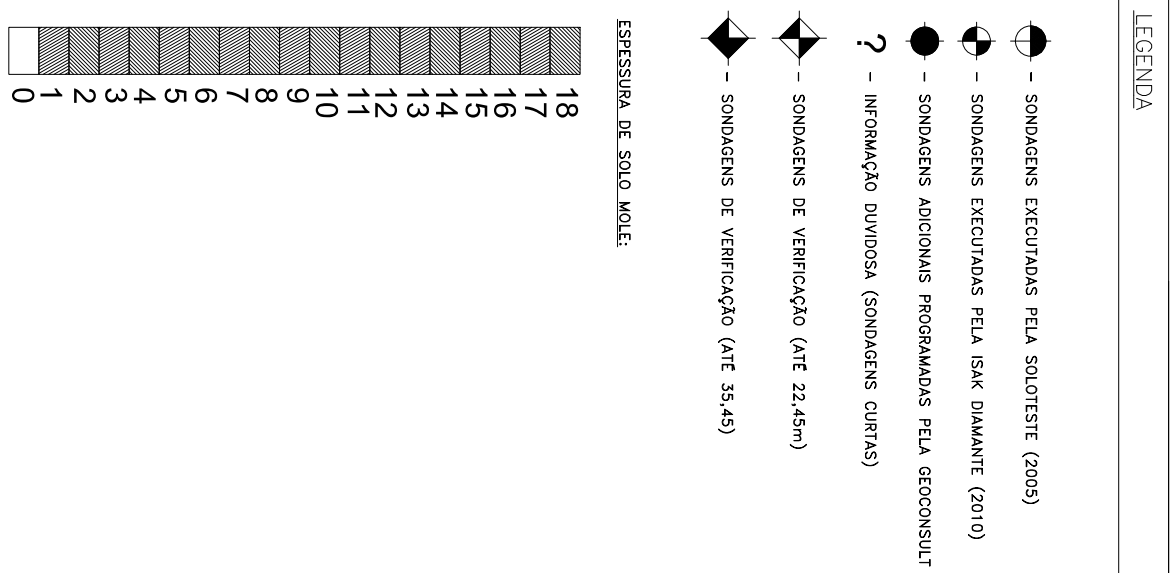 LEGENDA
- SONDAGENS EXECUTADAS PELA SOLOTESTE (2005)
- SONDAGENS EXECUTADAS PELA ISAK DIAMANTE (2010)
- SONDAGENS ADICIONAIS PROGRAMADAS PELA GEOCONSULT
? - INFORMAÇÃO DUVIDOSA (SONDAGENS CURTAS)
- SONDAGENS DE VERIFICAÇÃO (ATÉ 22,45m)
- SONDAGENS DE VERIFICAÇÃO (ATÉ 35,45)
ESPESSURA DE SOLO MOLE:
18
17
16
15
14
13
12
11
10
9
8
7
6
5
4
3
2
1
0